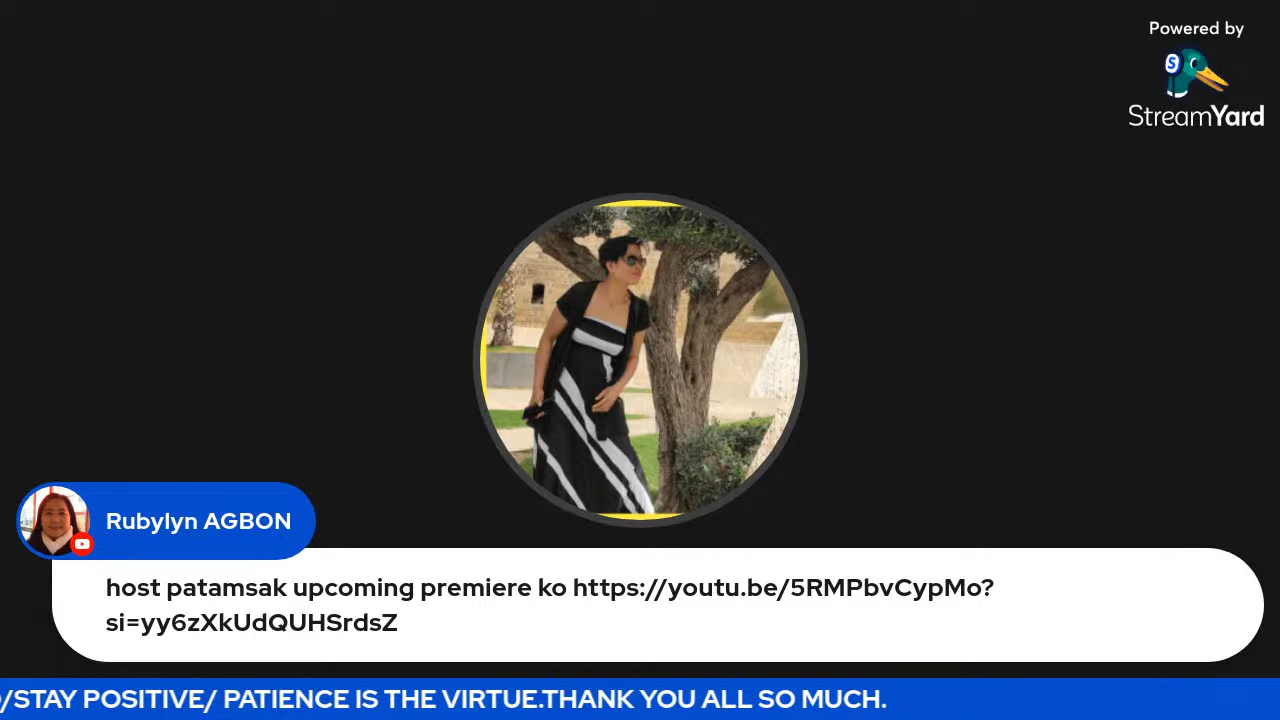 Powered by
S
StreamYard
Rubylyn AGBON
host patamsak upcoming premiere ko https://youtu.be/5RMPbvCypMo?
si=yy6zXkUdQUHSrdsZ
/STAY POSITIVE/ PATIENCE IS THE VIRTUE.THANK YOU ALL SO MUCH.